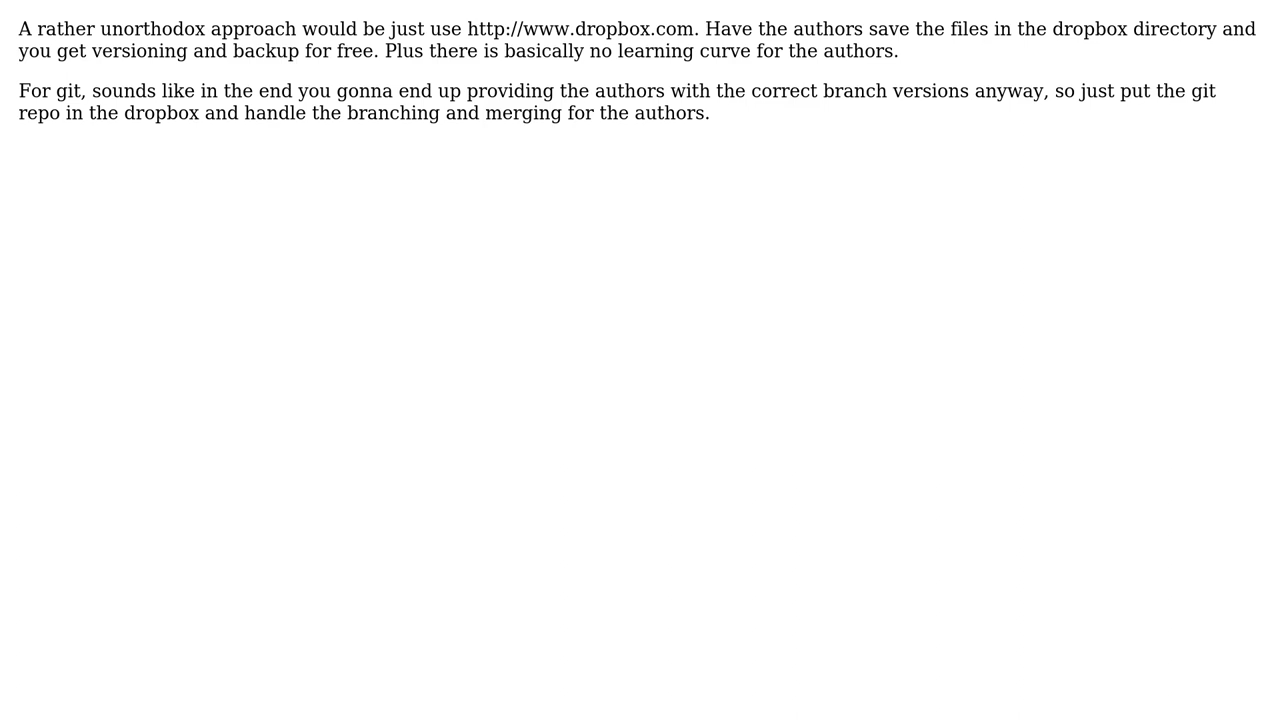 A rather unorthodox approach would be just use http://www.dropbox.com. Have the authors save the files in the dropbox directory and
you get versioning and backup for free. Plus there is basically no learning curve for the authors.
For git, sounds like in the end you gonna end up providing the authors with the correct branch versions anyway, so just put the git
repo in the dropbox and handle the branching and merging for the authors.